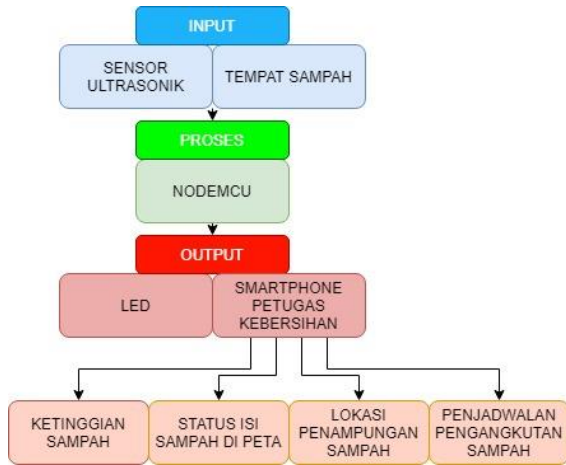 INPUT
SENSOR
ULTRASONIK
TEMPAT SAMPAH
PROSES
NODEMCU
OUTPUT
LED
SMARTPHONE
PETUGAS
KEBERSIHAN
KETINGGIAN
SAMPAH
STATUS ISI
SAMPAH DI PETA
LOKASI
PENAMPUNGAN
SAMPAH
PENJADWALAN
PENGANGKUTAN
SAMPAH